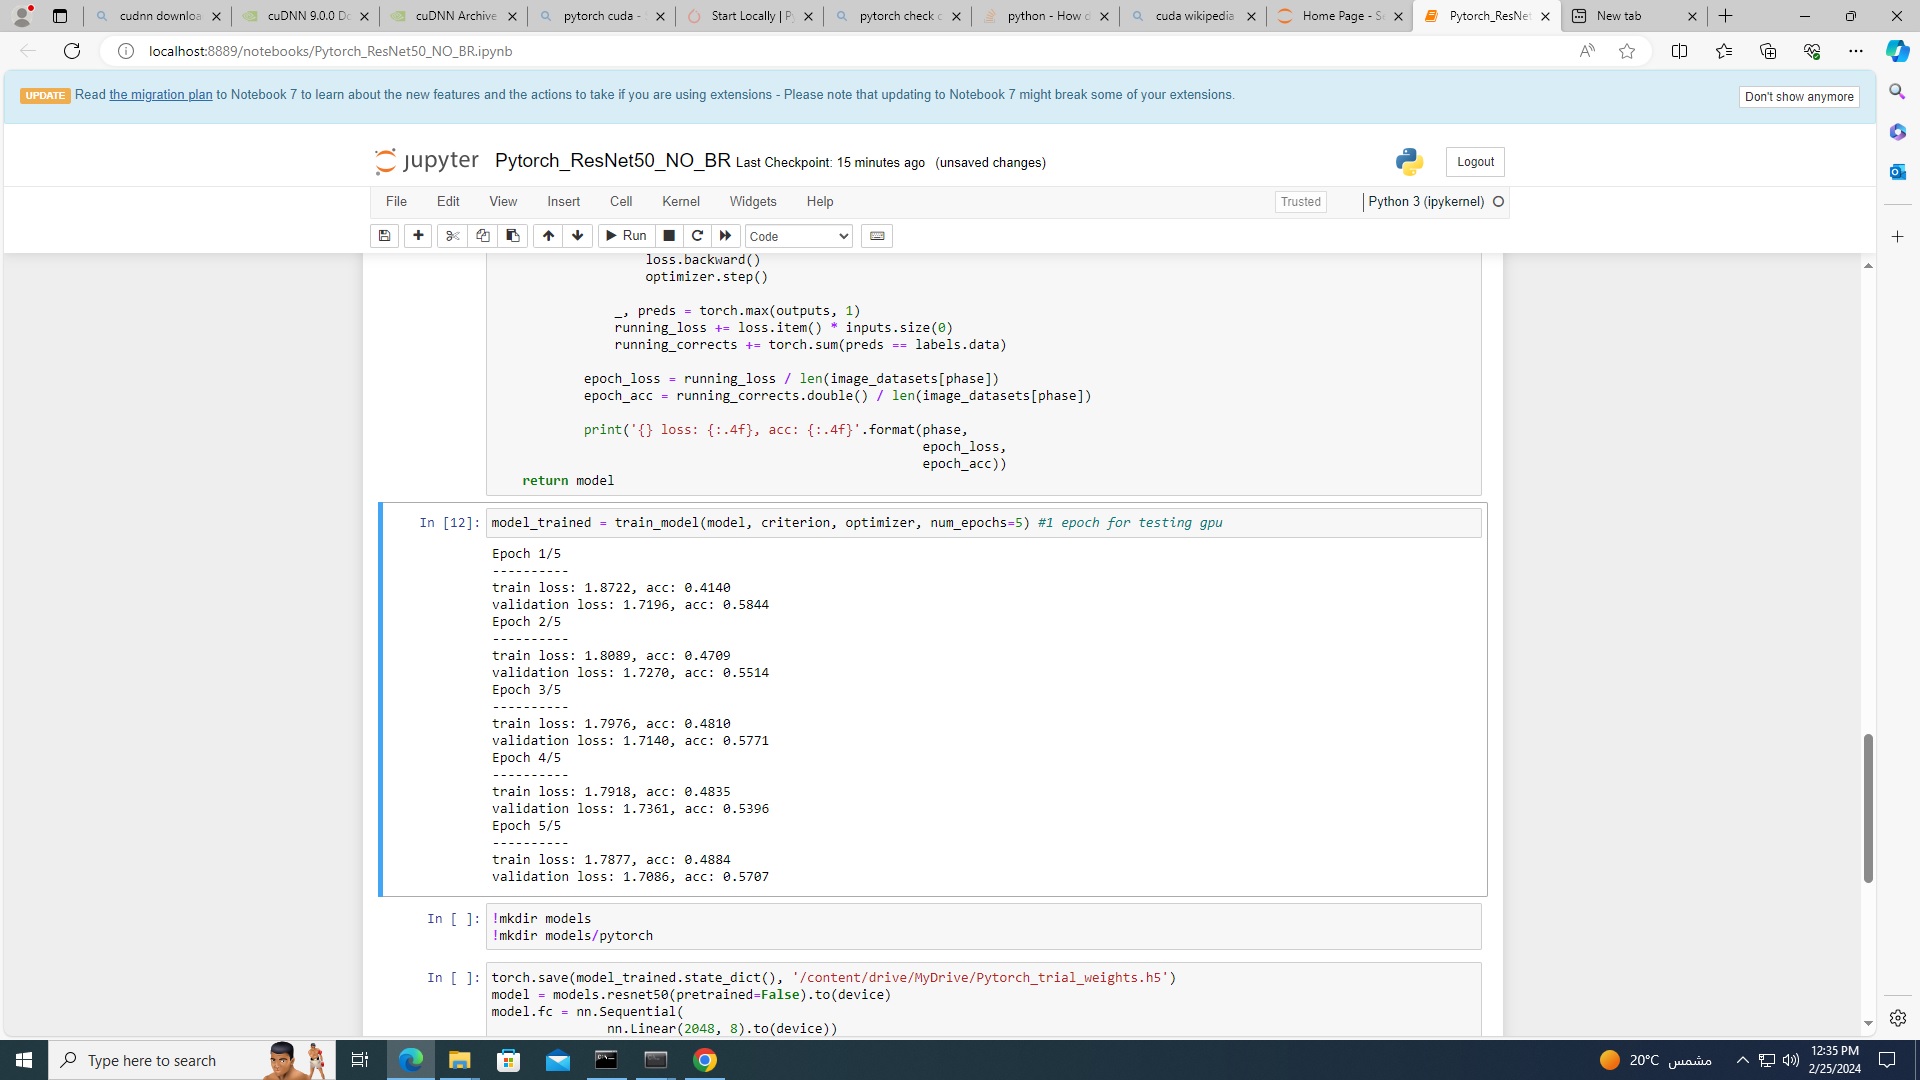 cudnn downloa
cuDNN 9.0.0 Do
cuDNN Archive
pytorch cuda -
Start Locally | Py
pytorch check c
python - How d
cuda wikipedia
Home Page - Se
Pytorch_ResNet
New tab
localhost:8889/notebooks/Pytorch_ResNet50_NO_BR.ipynb
UPDATE Read the migration plan to Notebook 7 to learn about the new features and the actions to take if you are using extensions - Please note that updating to Notebook 7 might break some of your extensions.
Don't show anymore
jupyter Pytorch_ResNet50_NO_BR Last Checkpoint: 15 minutes ago (unsaved changes)
Logout
File Edit View Insert Cell Kernel Widgets Help
Trusted
Python 3 (ipykernel)
Run
Code
loss.backward()
optimizer.step()
_, preds = torch.max(outputs, 1)
running_loss += loss.item() * inputs.size(0)
running_corrects += torch.sum(preds == labels.data)
epoch_loss = running_loss / len(image_datasets[phase])
epoch_acc = running_corrects.double() / len(image_datasets[phase])
print('{} loss: {:.4f}, acc: {:.4f}'.format(phase,
epoch_loss,
epoch_acc))
return model
In [12]: model_trained = train_model(model, criterion, optimizer, num_epochs=5) #1 epoch for testing gpu
Epoch 1/5
----------
train loss: 1.8722, acc: 0.4140
validation loss: 1.7196, acc: 0.5844
Epoch 2/5
----------
train loss: 1.8089, acc: 0.4709
validation loss: 1.7270, acc: 0.5514
Epoch 3/5
----------
train loss: 1.7976, acc: 0.4810
validation loss: 1.7140, acc: 0.5771
Epoch 4/5
----------
train loss: 1.7918, acc: 0.4835
validation loss: 1.7361, acc: 0.5396
Epoch 5/5
----------
train loss: 1.7877, acc: 0.4884
validation loss: 1.7086, acc: 0.5707
In [ ]: !mkdir models
!mkdir models/pytorch
In [ ]: torch.save(model_trained.state_dict(), '/content/drive/MyDrive/Pytorch_trial_weights.h5')
model = models.resnet50(pretrained=False).to(device)
model.fc = nn.Sequential(
nn.Linear(2048, 8).to(device))
Type here to search
20°C مشمس
12:35 PM
2/25/2024